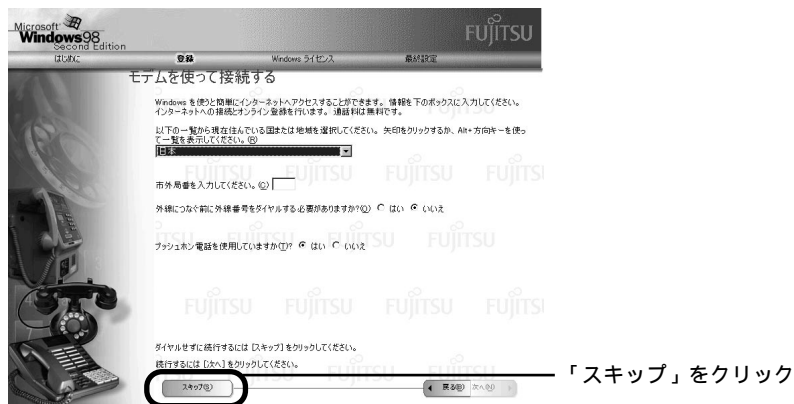 Microsoft
Windows98
Second Edition
FUJITSU
はじめに 登録 Windows ライセンス 最終設定
モデムを使って接続する
Windows を使うと簡単にインターネットへアクセスすることができます。情報を下のボックスに入力してください。
インターネットへの接続とオンライン登録を行います。通話料は無料です。
以下の一覧から現在住んでいる国または地域を選択してください。矢印をクリックするか、Alt+方向キーを使っ
て一覧を表示してください。(R)
日本
市外局番を入力してください。(C)
外線につなぐ前に外線番号をダイヤルする必要がありますか?(O) はい いいえ
プッシュホン電話を使用していますか(T)? はい いいえ
ダイヤルせずに続行するには [スキップ] をクリックしてください。
続行するには [次へ] をクリックしてください。
スキップ(S) 戻る(B) 次へ(N)
「スキップ」をクリック